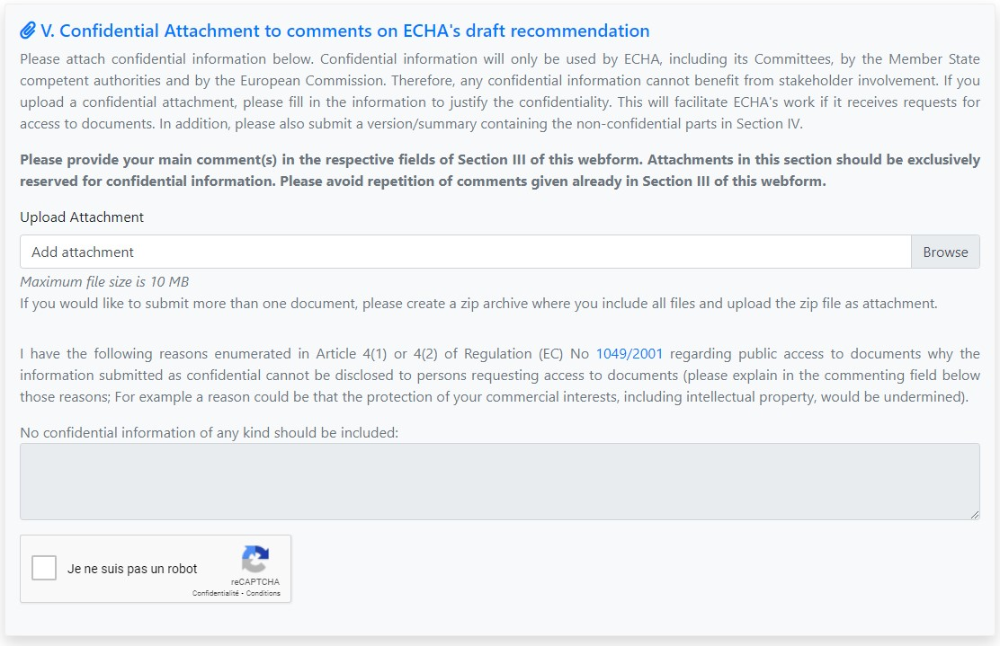 V. Confidential Attachment to comments on ECHA's draft recommendation
Please attach confidential information below. Confidential information will only be used by ECHA, including its Committees, by the Member State
competent authorities and by the European Commission. Therefore, any confidential information cannot benefit from stakeholder involvement. If you
upload a confidential attachment, please fill in the information to justify the confidentiality. This will facilitate ECHA's work if it receives requests for
access to documents. In addition, please also submit a version/summary containing the non-confidential parts in Section IV.
Please provide your main comment(s) in the respective fields of Section III of this webform. Attachments in this section should be exclusively
reserved for confidential information. Please avoid repetition of comments given already in Section III of this webform.
Upload Attachment
Add attachment Browse
Maximum file size is 10 MB
If you would like to submit more than one document, please create a zip archive where you include all files and upload the zip file as attachment.
I have the following reasons enumerated in Article 4(1) or 4(2) of Regulation (EC) No 1049/2001 regarding public access to documents why the
information submitted as confidential cannot be disclosed to persons requesting access to documents (please explain in the commenting field below
those reasons; For example a reason could be that the protection of your commercial interests, including intellectual property, would be undermined).
No confidential information of any kind should be included:
Je ne suis pas un robot
reCAPTCHA
Confidentialité - Conditions